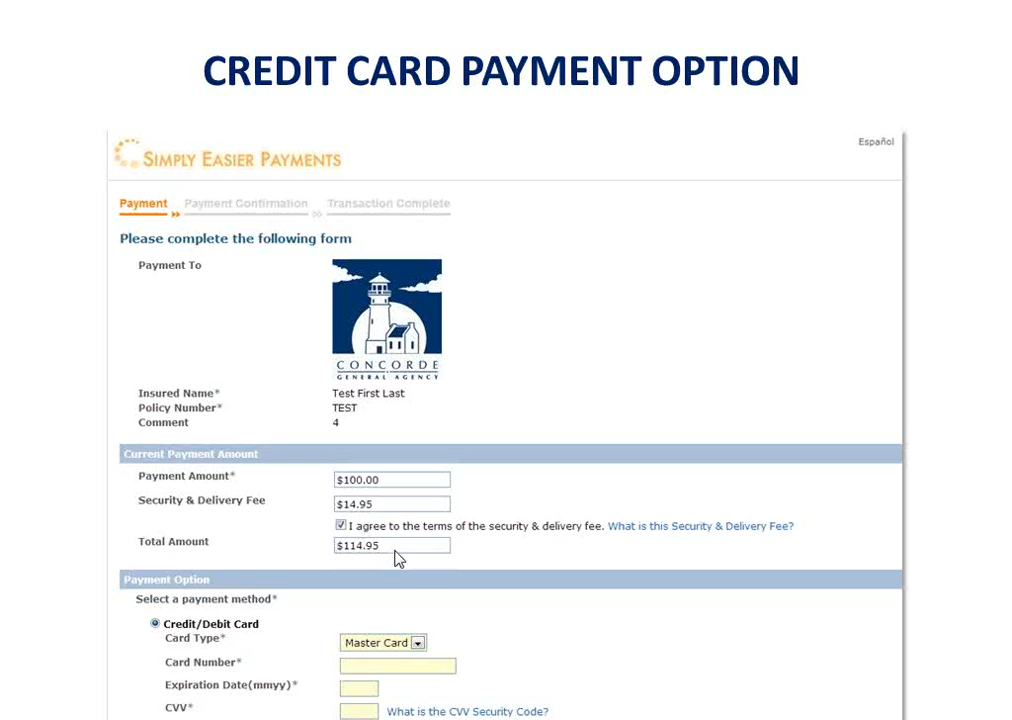 CREDIT CARD PAYMENT OPTION
SIMPLY EASIER PAYMENTS
Español
Payment Payment Confirmation Transaction Complete
Please complete the following form
Payment To
CONCORDE
GENERAL AGENCY
Insured Name* Test First Last
Policy Number* TEST
Comment 4
Current Payment Amount
Payment Amount* $100.00
Security & Delivery Fee $14.95
I agree to the terms of the security & delivery fee. What is this Security & Delivery Fee?
Total Amount $114.95
Payment Option
Select a payment method*
Credit/Debit Card
Card Type* Master Card
Card Number*
Expiration Date(mmyy)*
CVV* What is the CVV Security Code?